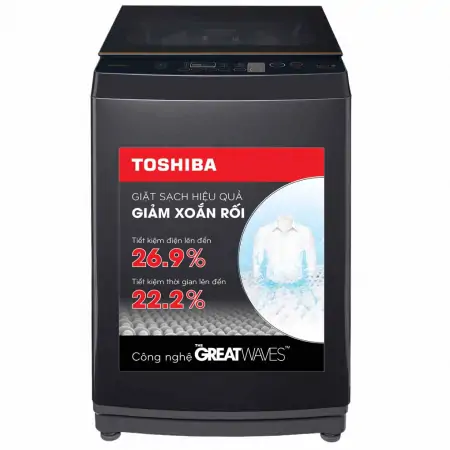 TOSHIBA
GIẶT SẠCH HIỆU QUẢ
GIẢM XOẮN RỐI
Tiết kiệm điện lên đến
26.9%
Tiết kiệm thời gian lên đến
22.2%
Công nghệ THE GREATWAVES™